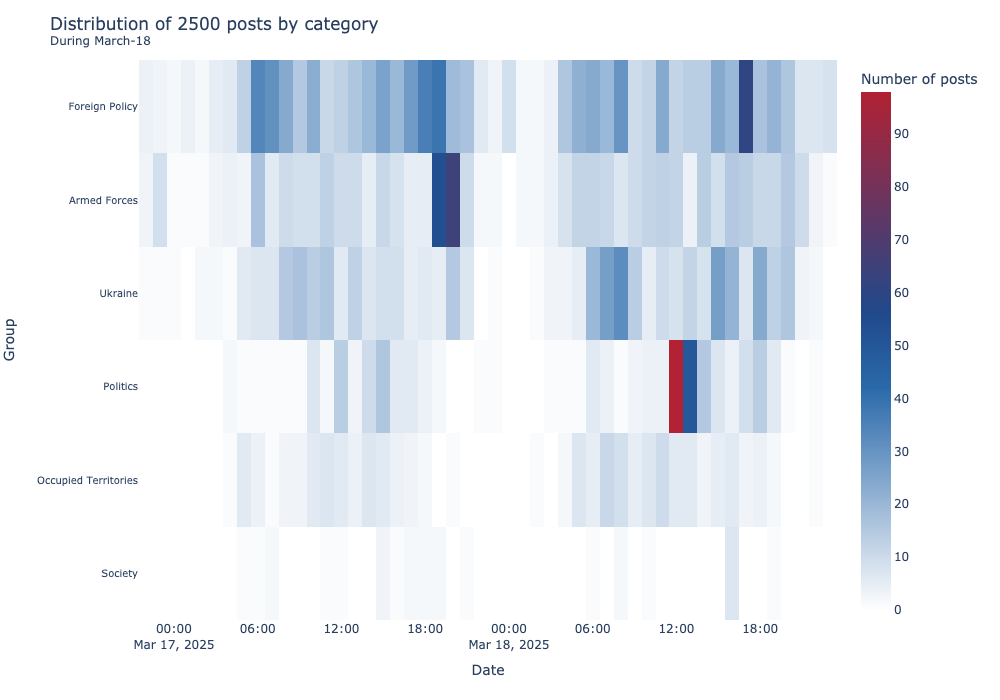 Distribution of 2500 posts by category
During March-18
Number of posts
Foreign Policy
Armed Forces
Ukraine
Politics
Occupied Territories
Society
Group
90
80
70
60
50
40
30
20
10
0
00:00 06:00 12:00 18:00 00:00 06:00 12:00 18:00
Mar 17, 2025 Mar 18, 2025
Date